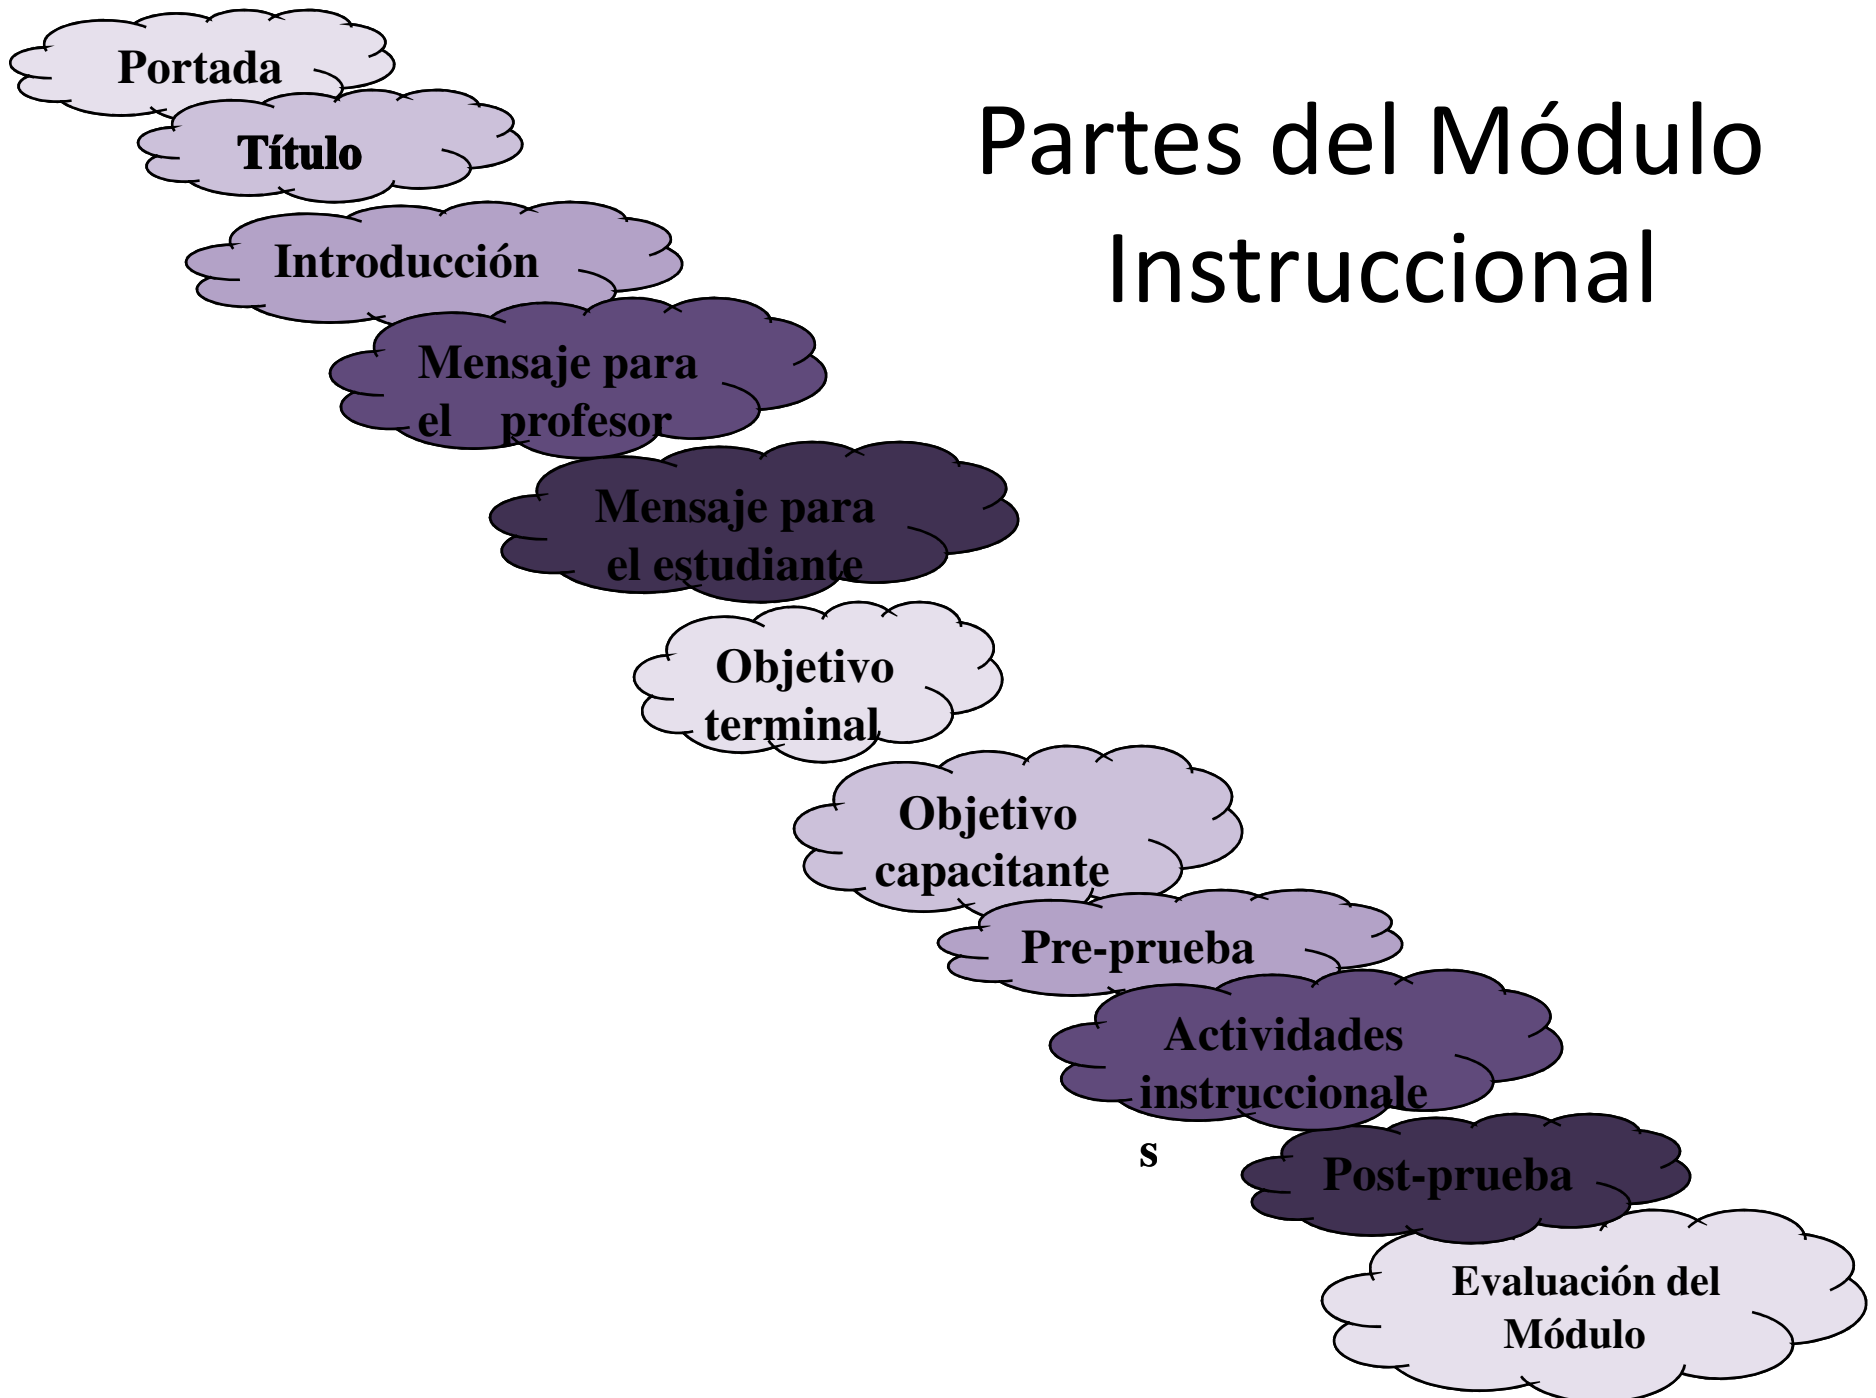 Partes del Módulo
Instruccional
Portada
Título
Introducción
Mensaje para
el profesor
Mensaje para
el estudiante
Objetivo
terminal
Objetivo
capacitante
Pre-prueba
Actividades
instruccionale
s
Post-prueba
Evaluación del
Módulo